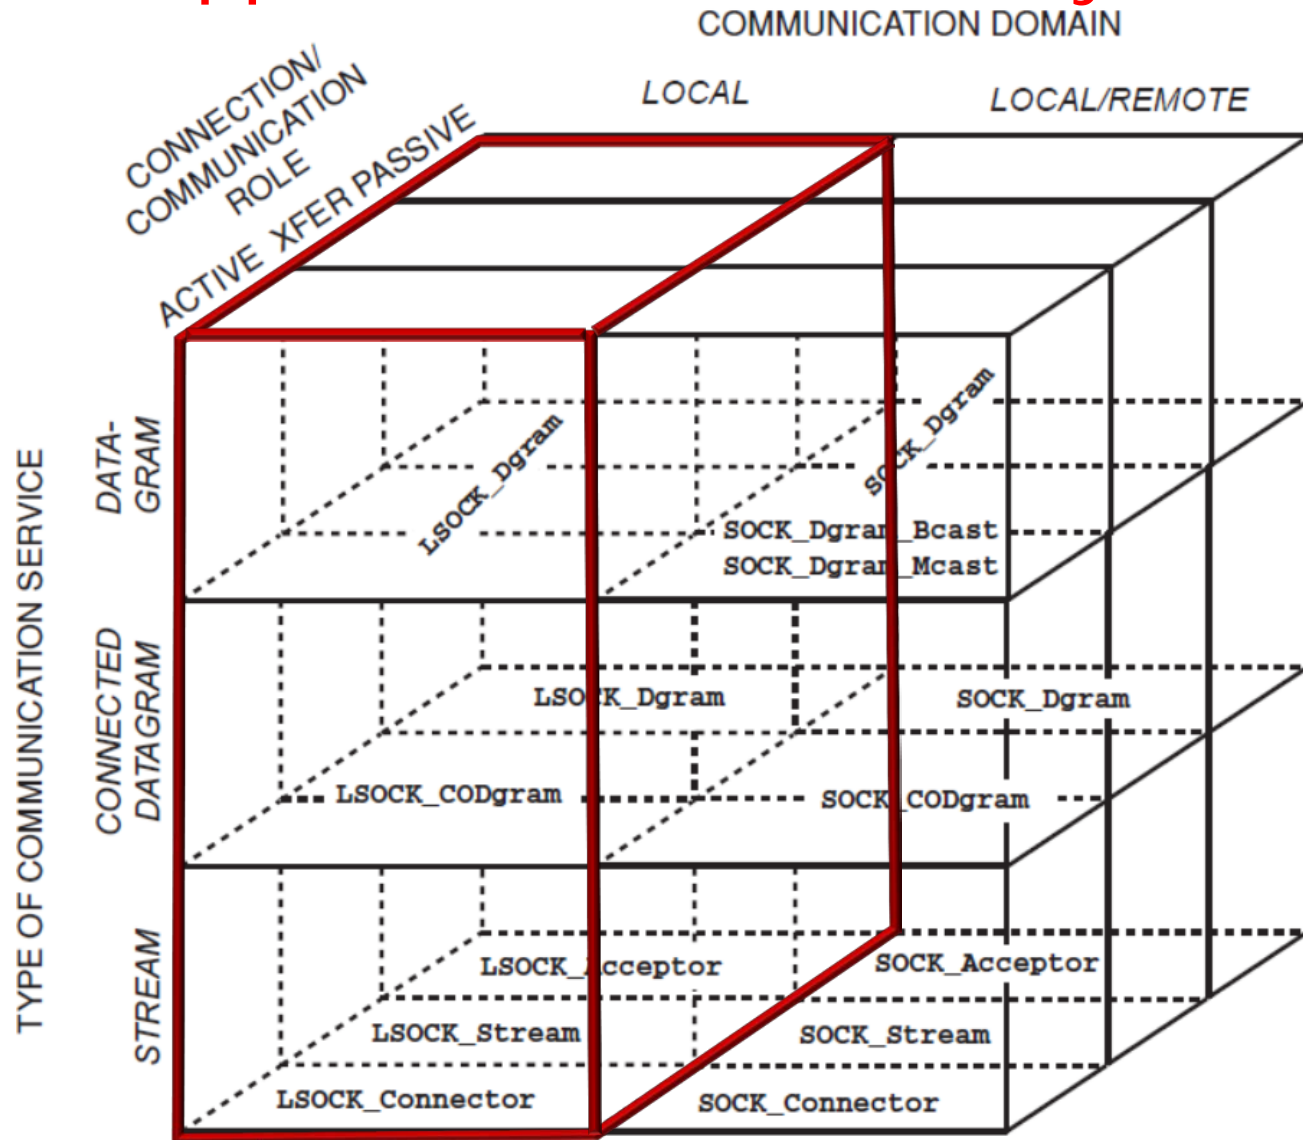 COMMUNICATION DOMAIN
LOCAL
LOCAL/REMOTE
CONNECTION/
COMMUNICATION
ROLE
ACTIVE XFER PASSIVE
TYPE OF COMMUNICATION SERVICE
DATA-
GRAM
LSOCK_Dgram
SOCK_Dgram
SOCK_Dgram_Bcast
SOCK_Dgram_Mcast
CONNECTED
DATAGRAM
LSOCK_Dgram
SOCK_Dgram
LSOCK_CODgram
SOCK_CODgram
STREAM
LSOCK_Acceptor
SOCK_Acceptor
LSOCK_Stream
SOCK_Stream
LSOCK_Connector
SOCK_Connector